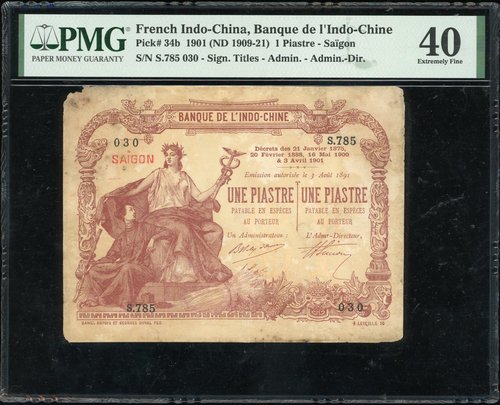 PMG
PAPER MONEY GUARANTY
French Indo-China, Banque de l'Indo-Chine
Pick# 34b 1901 (ND 1909-21) 1 Piastre - Saïgon
S/N S.785 030 - Sign. Titles - Admin. - Admin.-Dir.
40
Extremely Fine
BANQUE DE L'INDO-CHINE
030
S.785
SAIGON
Décrets des 21 Janvier 1875,
20 Février 1888, 16 Mai 1900
& 3 Avril 1901
Emission autorisée le 3 Août 1891
UNE PIASTRE
PAYABLE EN ESPÈCES
AU PORTEUR
Un Administrateur:
UNE PIASTRE
PAYABLE EN ESPÈCES
AU PORTEUR
L'Admr-Directeur,
S.785
030